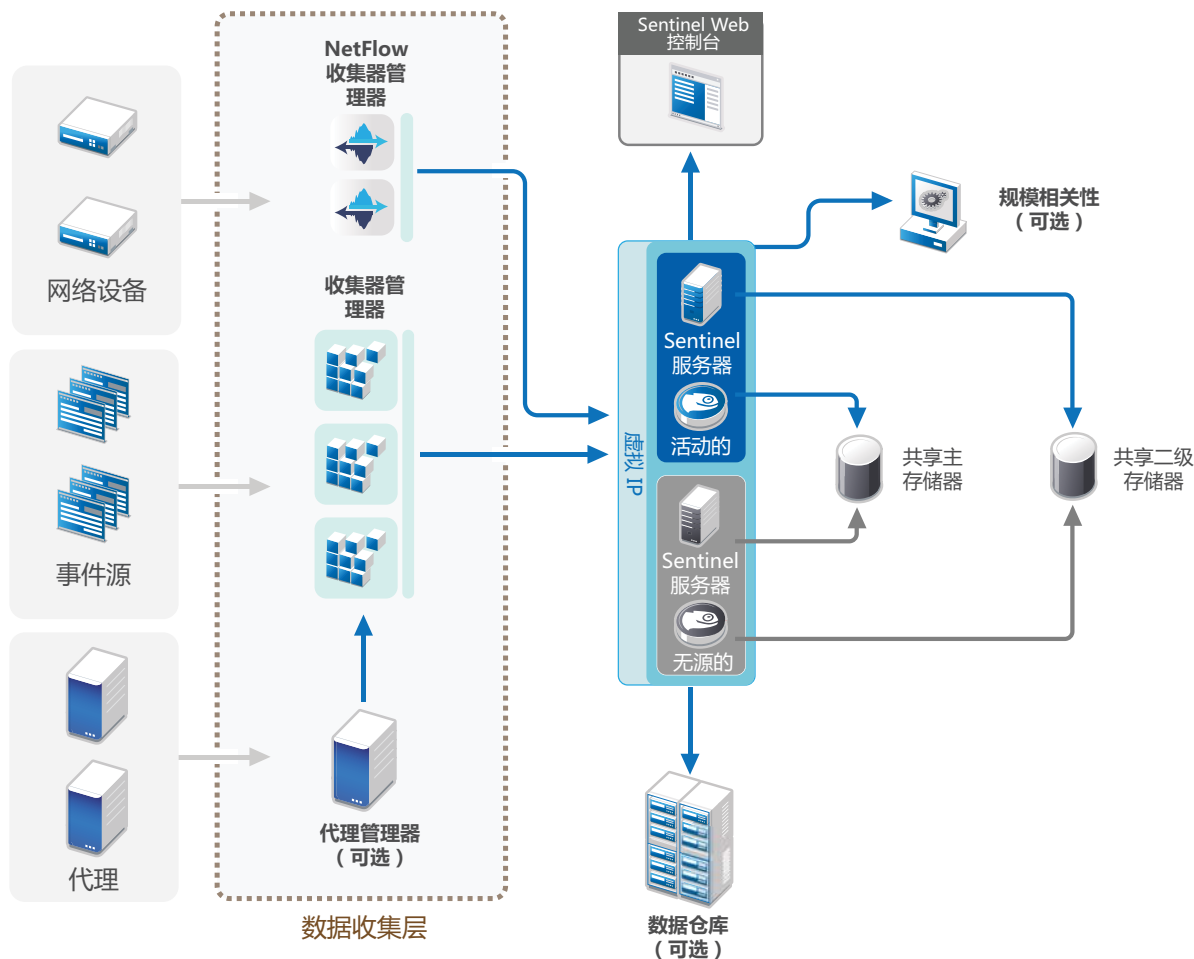 Sentinel Web
控制台
NetFlow
收集器管
理器
网络设备
规模相关性
（可选）
收集器管
理器
Sentinel
服务器
活动的
虚拟 IP
共享主
存储器
共享二级
存储器
事件源
Sentinel
服务器
无源的
代理
代理管理器
（可选）
数据收集层
数据仓库
（可选）